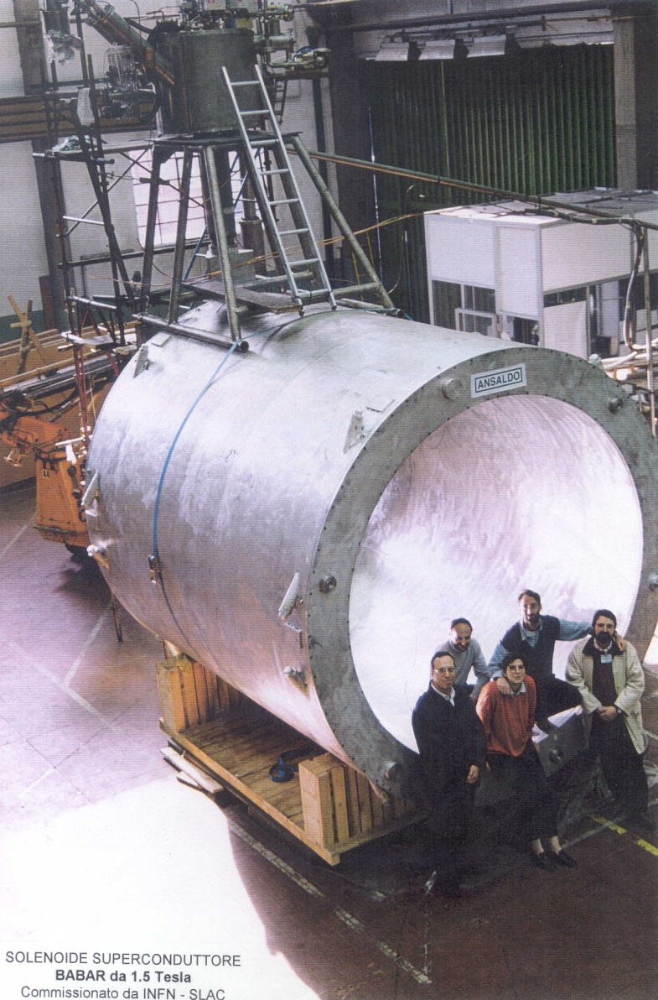 ANSALDO
SOLENOIDE SUPERCONDUTTORE
BABAR da 1.5 Tesla
Commissionato da INFN - SLAC